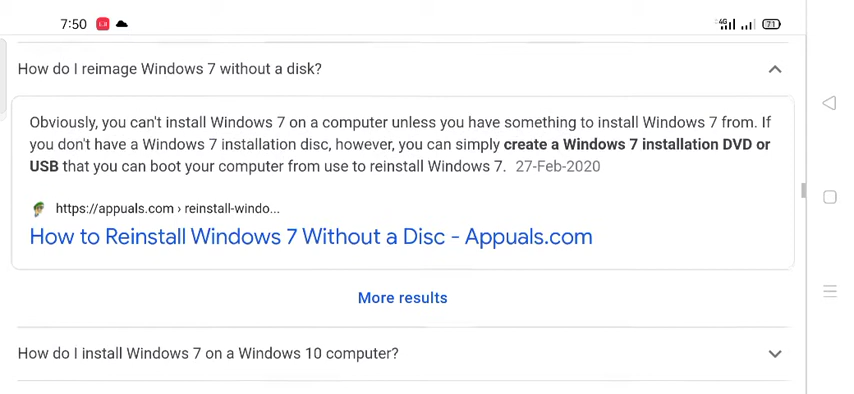 7:50
4G
71
How do I reimage Windows 7 without a disk?
Obviously, you can't install Windows 7 on a computer unless you have something to install Windows 7 from. If
you don't have a Windows 7 installation disc, however, you can simply create a Windows 7 installation DVD or
USB that you can boot your computer from use to reinstall Windows 7. 27-Feb-2020
https://appuals.com › reinstall-windo...
How to Reinstall Windows 7 Without a Disc - Appuals.com
More results
How do I install Windows 7 on a Windows 10 computer?